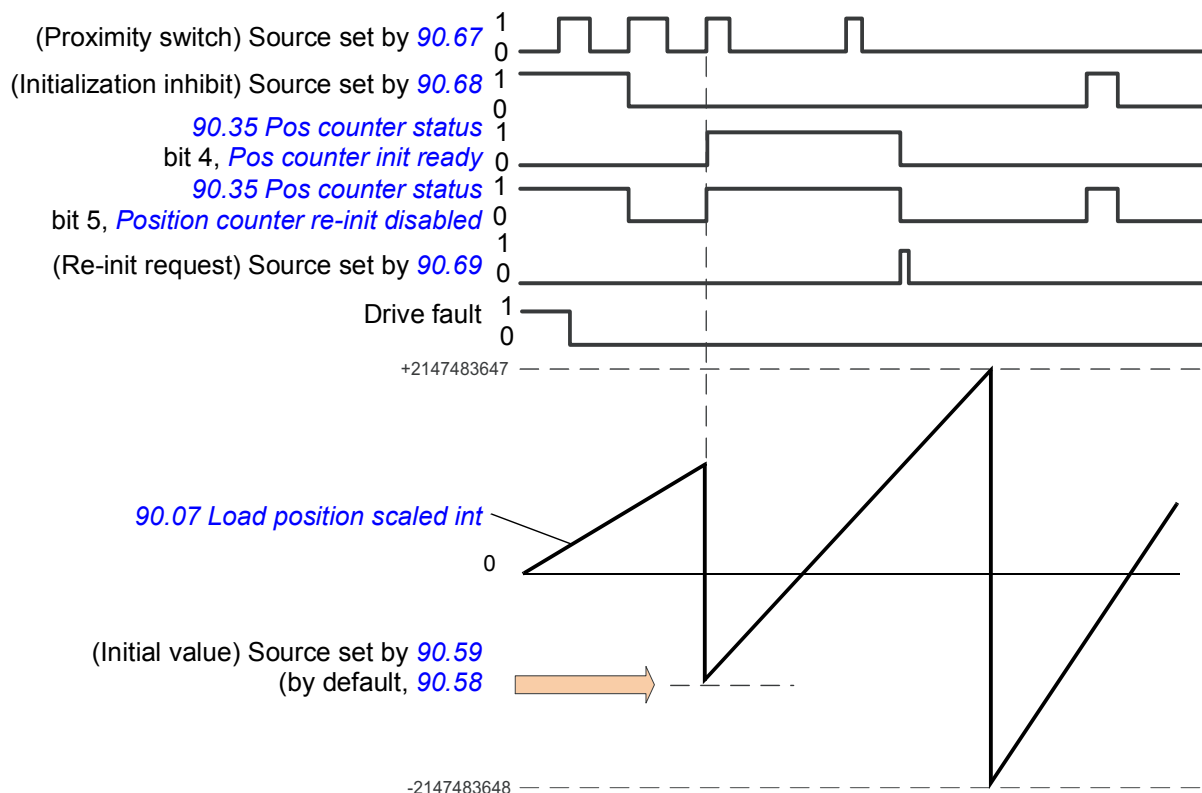 (Proximity switch) Source set by 90.67
1
0
(Initialization inhibit) Source set by 90.68
1
0
90.35 Pos counter status
bit 4, Pos counter init ready
1
0
90.35 Pos counter status
bit 5, Position counter re-init disabled
1
0
(Re-init request) Source set by 90.69
1
0
Drive fault
1
0
+2147483647
90.07 Load position scaled int
0
(Initial value) Source set by 90.59
(by default, 90.58
-2147483648